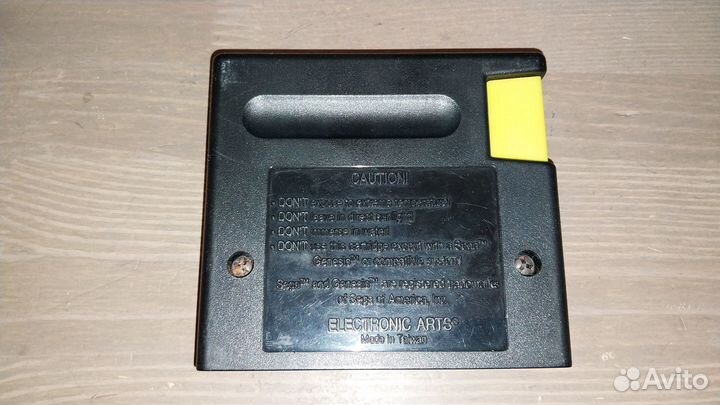 CAUTION!
• DON'T expose to extreme temperature!
• DON'T leave in direct sunlight!
• DON'T immerse in water!
• DON'T use this cartridge except with a Sega™
Genesis™ or compatible system!
Sega™ and Genesis™ are registered trademarks
of Sega of America, Inc.
ELECTRONIC ARTS®
Made in Taiwan
Avito